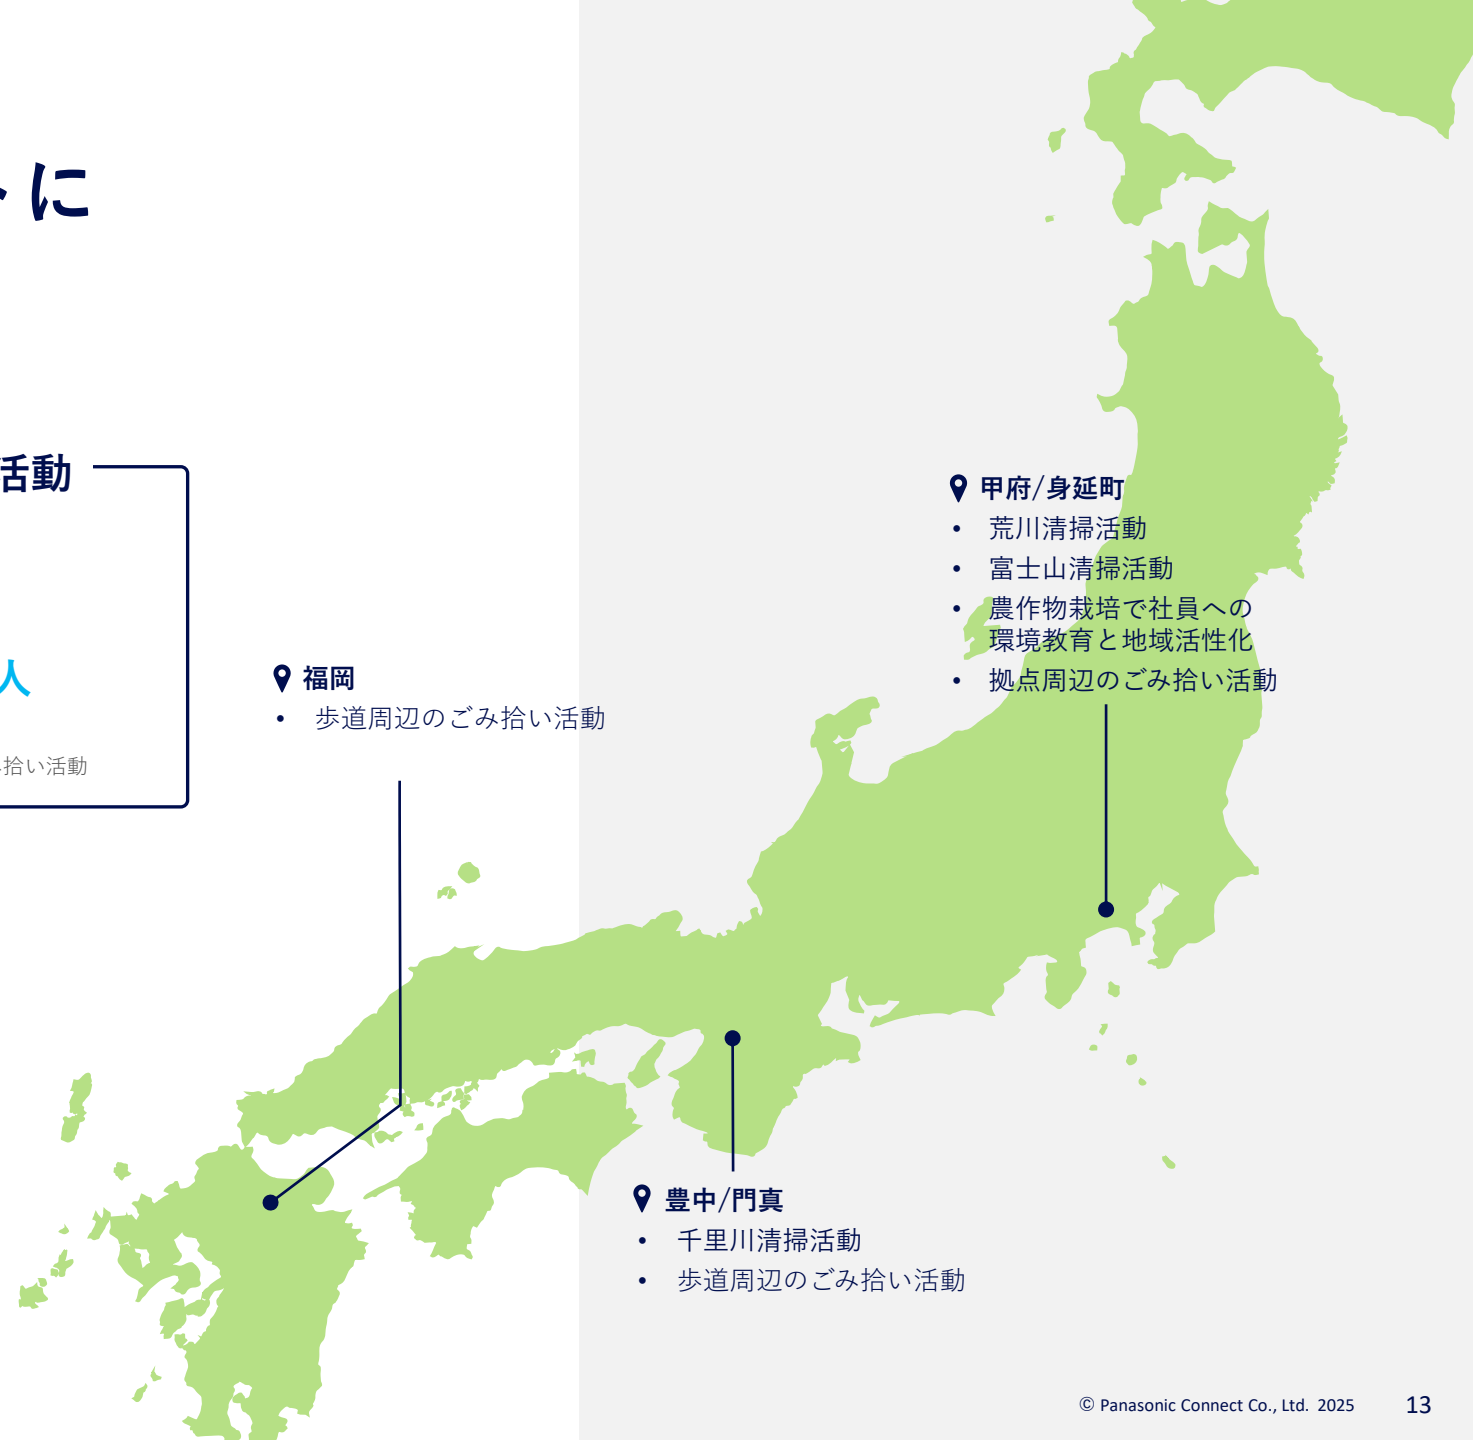 トに
活動
人
拾い活動
福岡
• 歩道周辺のごみ拾い活動
甲府/身延町
• 荒川清掃活動
• 富士山清掃活動
• 農作物栽培で社員への
環境教育と地域活性化
• 拠点周辺のごみ拾い活動
豊中/門真
• 千里川清掃活動
• 歩道周辺のごみ拾い活動
© Panasonic Connect Co., Ltd. 2025
13